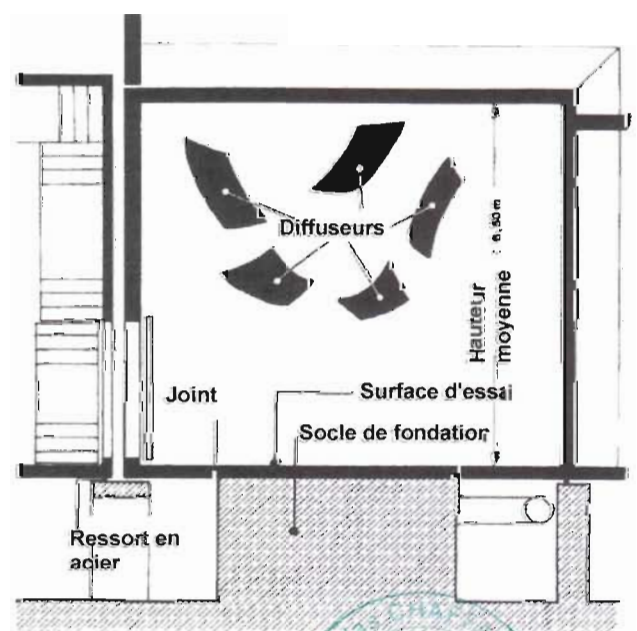 Diffuseurs
Hauteur
moyenne
6,50 m
Joint
Surface d'essai
Socle de fondation
Ressort en
acier